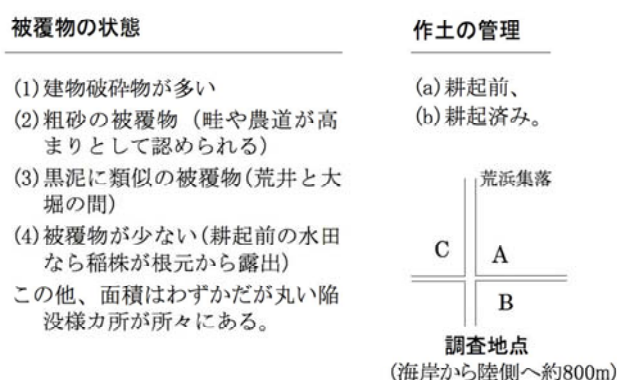 被覆物の状態
(1)建物破砕物が多い
(2)粗砂の被覆物（畦や農道が高
まりとして認められる）
(3)黒泥に類似の被覆物(荒井と大
堀の間)
(4)被覆物が少ない(耕起前の水田
なら稲株が根元から露出)
この他、面積はわずかだが丸い陥
没様カ所が所々にある。
作土の管理
(a)耕起前、
(b)耕起済み。
荒浜集落
C
A
B
調査地点
(海岸から陸側へ約800m)